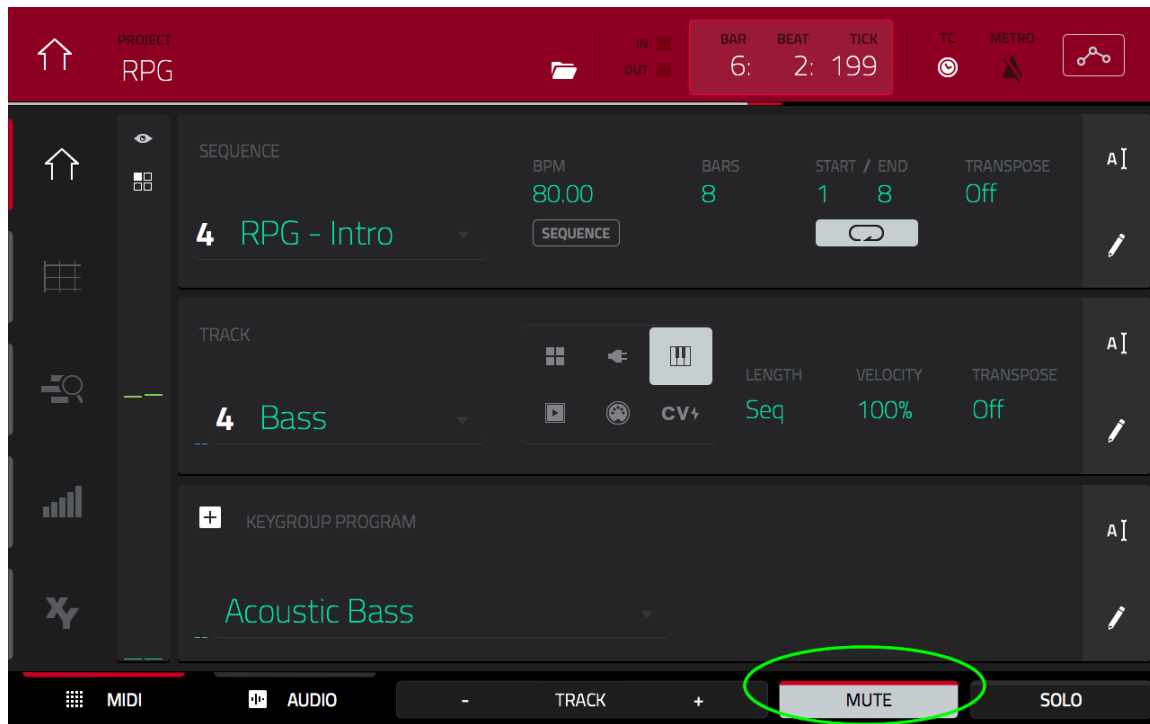 PROJECT
RPG
IN
OUT
BAR BEAT TICK
6: 2: 199
TC METRO
SEQUENCE
BPM BARS START / END TRANSPOSE
80.00 8 1 8 Off
4 RPG - Intro
SEQUENCE
TRACK
LENGTH VELOCITY TRANSPOSE
4 Bass
CV
Seq 100% Off
KEYGROUP PROGRAM
Acoustic Bass
A
A
A
XY
MIDI AUDIO - TRACK + MUTE SOLO